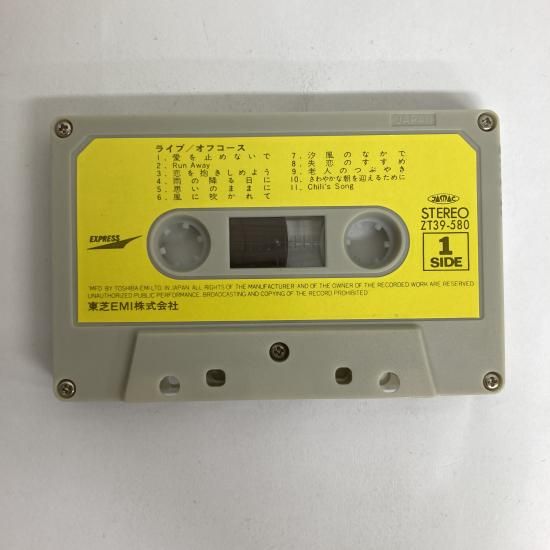 JAPAN
ライブ/オフコース
1. 愛を止めないで
2. Run Away
3. 恋を抱きしめよう
4. 雨の降る日に
5. 思いのままに
6. 風に吹かれて
7. 汐風のなかで
8. 失恋のすすめ
9. 老人のつぶやき
10. さわやかな朝を迎えるために
11. Chili's Song
EXPRESS
JASRAC
STEREO
ZT39-580
1
SIDE
MFD. BY TOSHIBA EMI LTD. IN JAPAN. ALL RIGHTS OF THE MANUFACTURER AND OF THE OWNER OF THE RECORDED WORK ARE RESERVED
UNAUTHORIZED PUBLIC PERFORMANCE, BROADCASTING AND COPYING OF THE RECORD PROHIBITED
東芝EMI株式会社